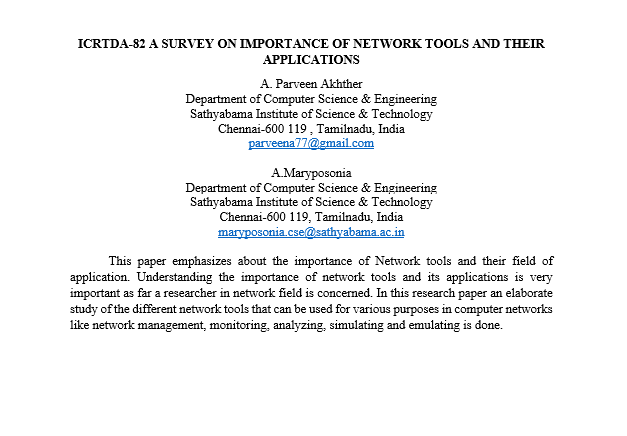 ICRTDA-82 A SURVEY ON IMPORTANCE OF NETWORK TOOLS AND THEIR
APPLICATIONS
A. Parveen Akhther
Department of Computer Science & Engineering
Sathyabama Institute of Science & Technology
Chennai-600 119 , Tamilnadu, India
parveena77@gmail.com
A.Maryposonia
Department of Computer Science & Engineering
Sathyabama Institute of Science & Technology
Chennai-600 119, Tamilnadu, India
maryposonia.cse@sathyabama.ac.in
This paper emphasizes about the importance of Network tools and their field of
application. Understanding the importance of network tools and its applications is very
important as far a researcher in network field is concerned. In this research paper an elaborate
study of the different network tools that can be used for various purposes in computer networks
like network management, monitoring, analyzing, simulating and emulating is done.